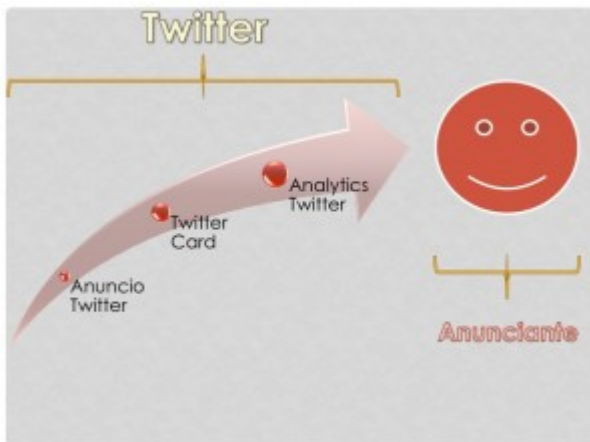 Twitter
Analytics
Twitter
Twitter
Card
Anuncio
Twitter
Anunciante